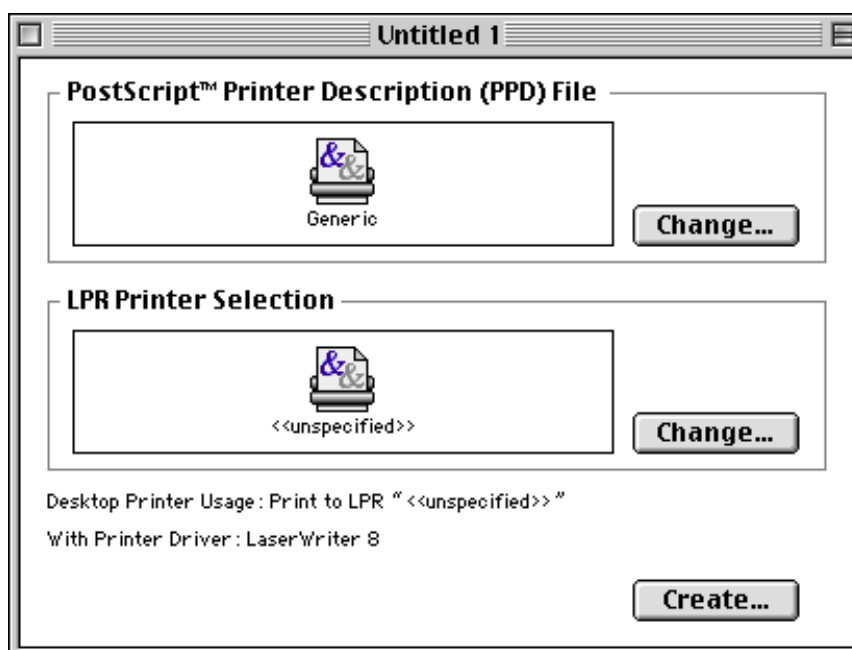 Untitled 1
PostScript™ Printer Description (PPD) File
Generic
Change...
LPR Printer Selection
<<unspecified>>
Change...
Desktop Printer Usage: Print to LPR “<<unspecified>>”
With Printer Driver: LaserWriter 8
Create...